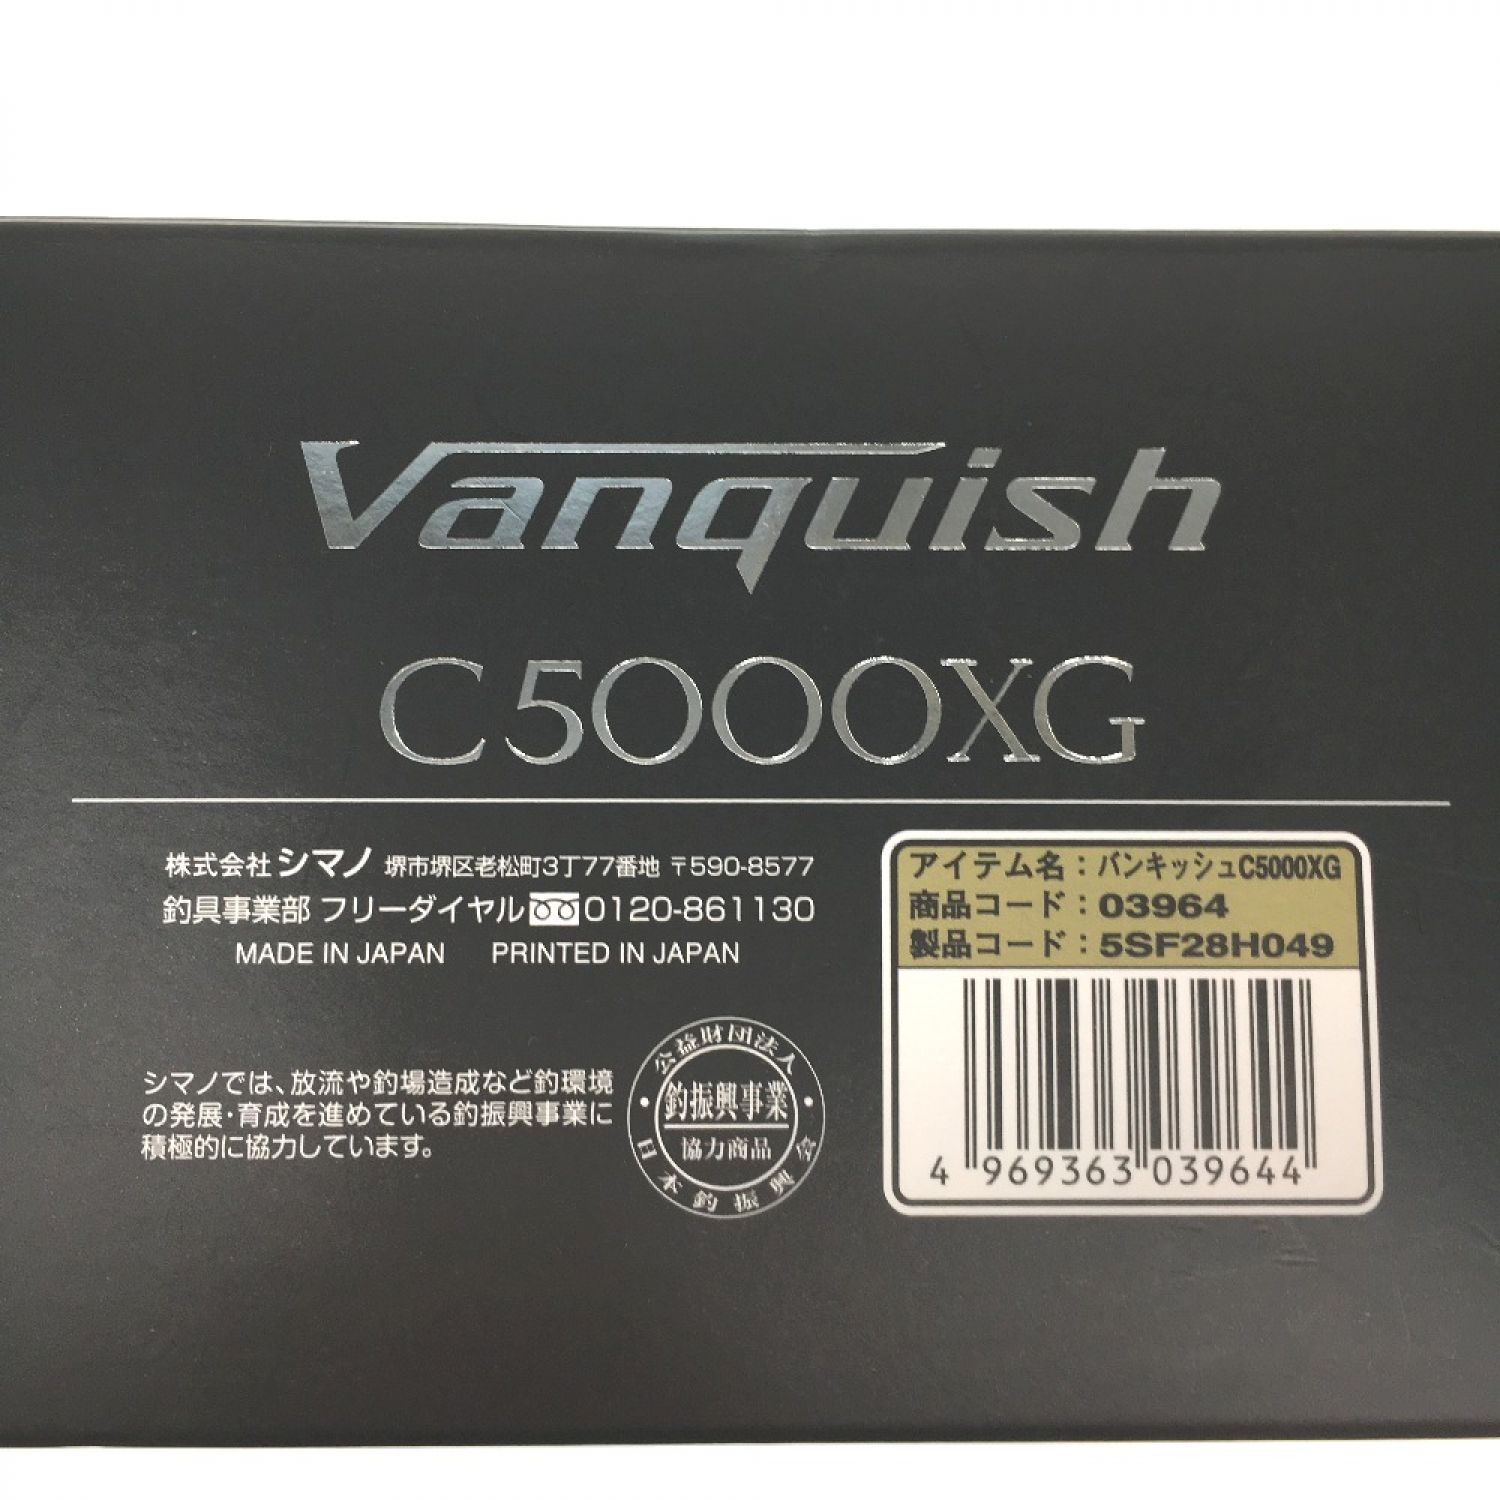 Vanquish
C5000XG
株式会社 シマノ 堺市堺区老松町3丁77番地 〒590-8577
釣具事業部 フリーダイヤル 0120-861130
MADE IN JAPAN PRINTED IN JAPAN
シマノでは、放流や釣場造成など釣環境
の発展・育成を進めている釣振興事業に
積極的に協力しています。
公益財団法人
釣振興事業
協力商品
日本釣振興会
アイテム名：バンキッシュC5000XG
商品コード：03964
製品コード：5SF28H049
4 969363 039644